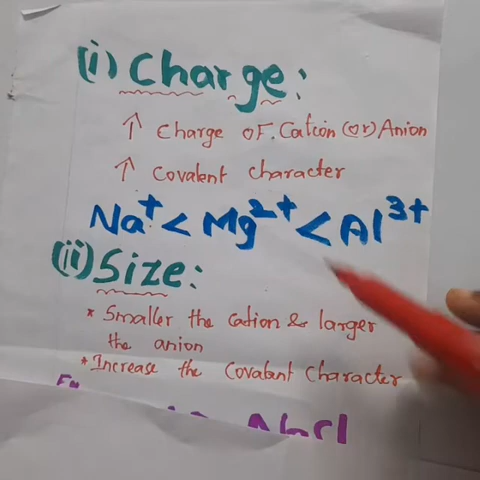 (i) Charge:
↑ Charge of Cation (or) Anion
↑ Covalent character
Na⁺ < Mg²⁺ < Al³⁺
(ii) Size:
* Smaller the cation & larger
the anion
* Increase the Covalent Character